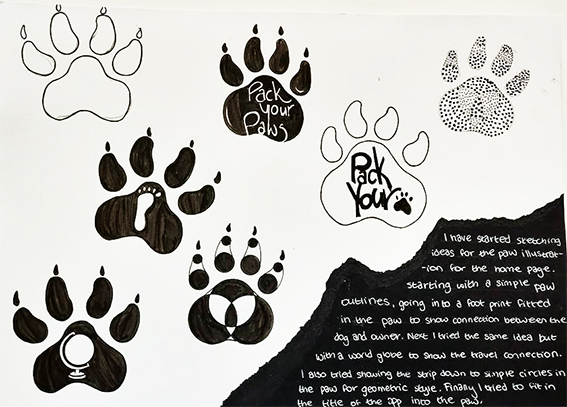 Pack
your
Paws
Pack
Your
I have started sketching
ideas for the paw illustrat-
-ion for the home page.
starting with a simple paw
outlines, going into a foot print fitted
in the paw to show connection between the
dog and owner. Next I tried the same idea but
with a world globe to show the travel connection.
I also tried showing the strip down to simple circles in
the paw for geometric style. Finally I tried to fit in
the title of the app into the paw.